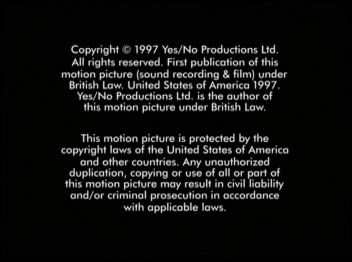 Copyright © 1997 Yes/No Productions Ltd.
All rights reserved. First publication of this
motion picture (sound recording & film) under
British Law. United States of America 1997.
Yes/No Productions Ltd. is the author of
this motion picture under British Law.
This motion picture is protected by the
copyright laws of the United States of America
and other countries. Any unauthorized
duplication, copying or use of all or part of
this motion picture may result in civil liability
and/or criminal prosecution in accordance
with applicable laws.